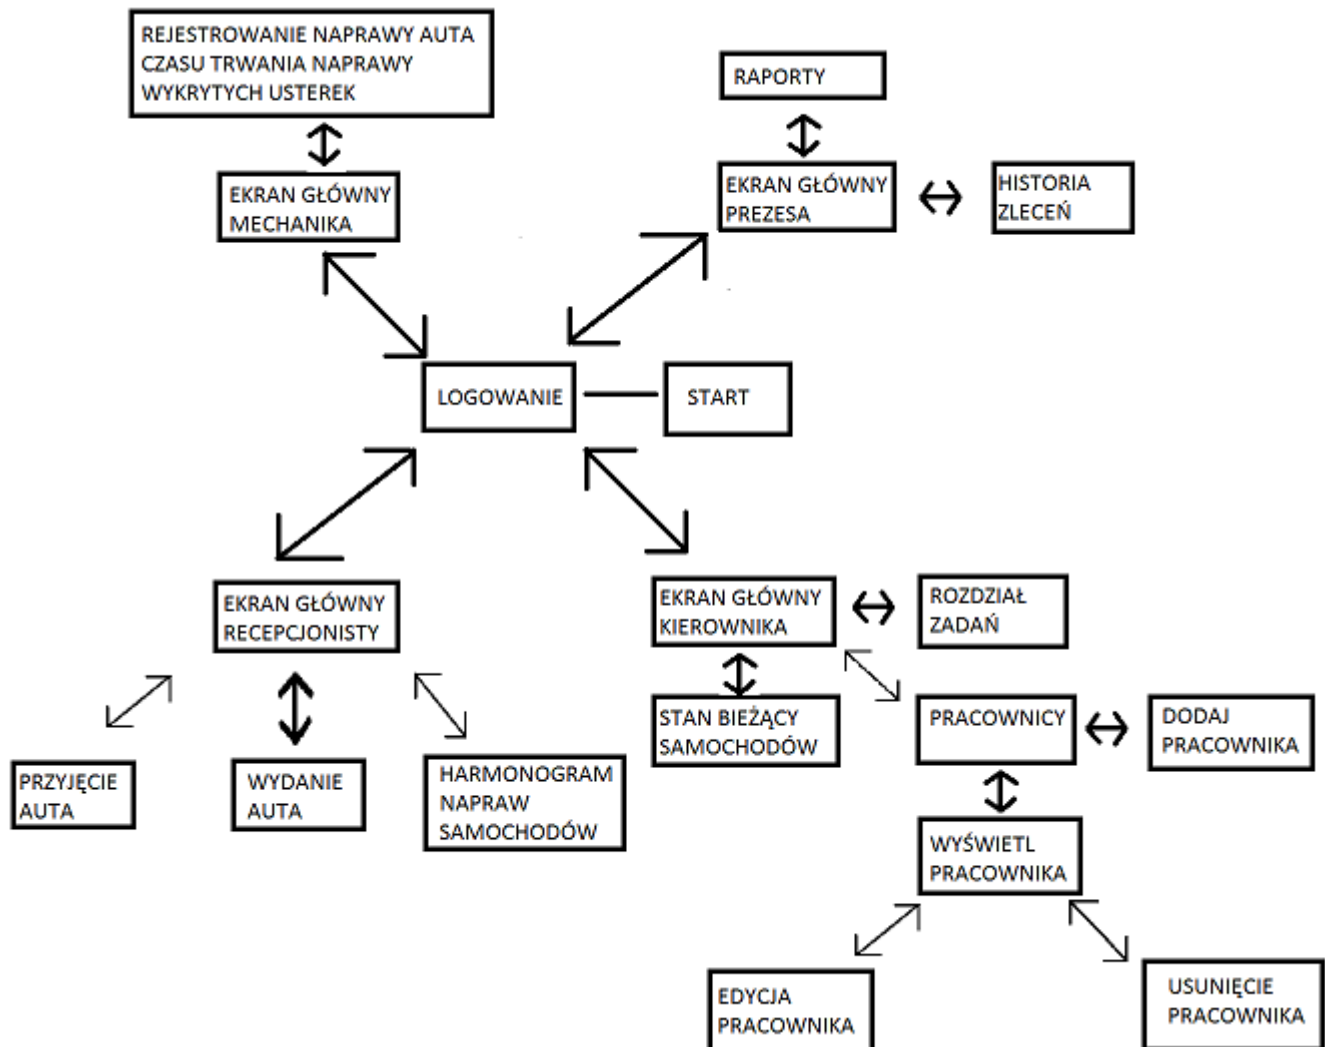 REJESTROWANIE NAPRAWY AUTA
CZASU TRWANIA NAPRAWY
WYKRYTYCH USTEREK
RAPORTY
EKRAN GŁÓWNY
MECHANIKA
EKRAN GŁÓWNY
PREZESA
HISTORIA
ZLECEŃ
LOGOWANIE
START
EKRAN GŁÓWNY
RECEPCJONISTY
EKRAN GŁÓWNY
KIEROWNIKA
ROZDZIAŁ
ZADAŃ
STAN BIEŻĄCY
SAMOCHODÓW
PRACOWNICY
DODAJ
PRACOWNIKA
PRZYJĘCIE
AUTA
WYDANIE
AUTA
HARMONOGRAM
NAPRAW
SAMOCHODÓW
WYŚWIETL
PRACOWNIKA
EDYCJA
PRACOWNIKA
USUNIĘCIE
PRACOWNIKA